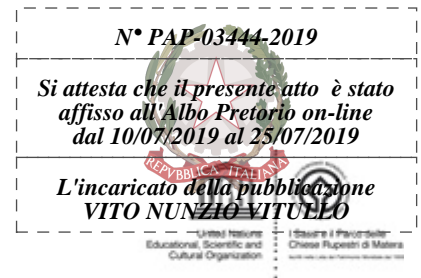 N° PAP-03444-2019
Si attesta che il presente atto è stato
affisso all'Albo Pretorio on-line
dal 10/07/2019 al 25/07/2019
REPVBBLICA ITALIANA
L'incaricato della pubblicazione
VITO NUNZIO VITULLO
United Nations
Educational, Scientific and
Cultural Organization
I Sassi e il Parco delle
Chiese Rupestri di Matera